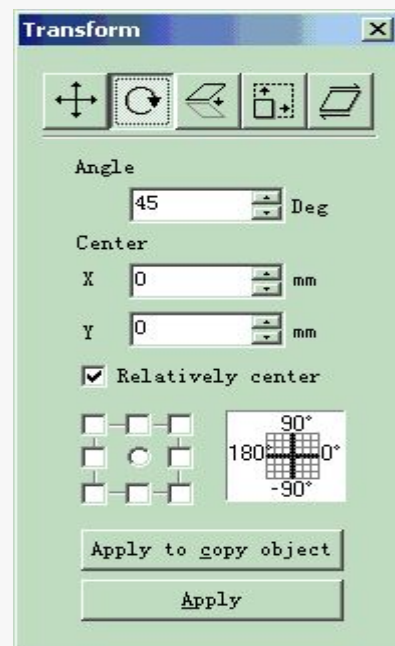 Transform
Angle
45 Deg
Center
X 0 mm
Y 0 mm
Relatively center
90°
180° 0°
-90°
Apply to copy object
Apply